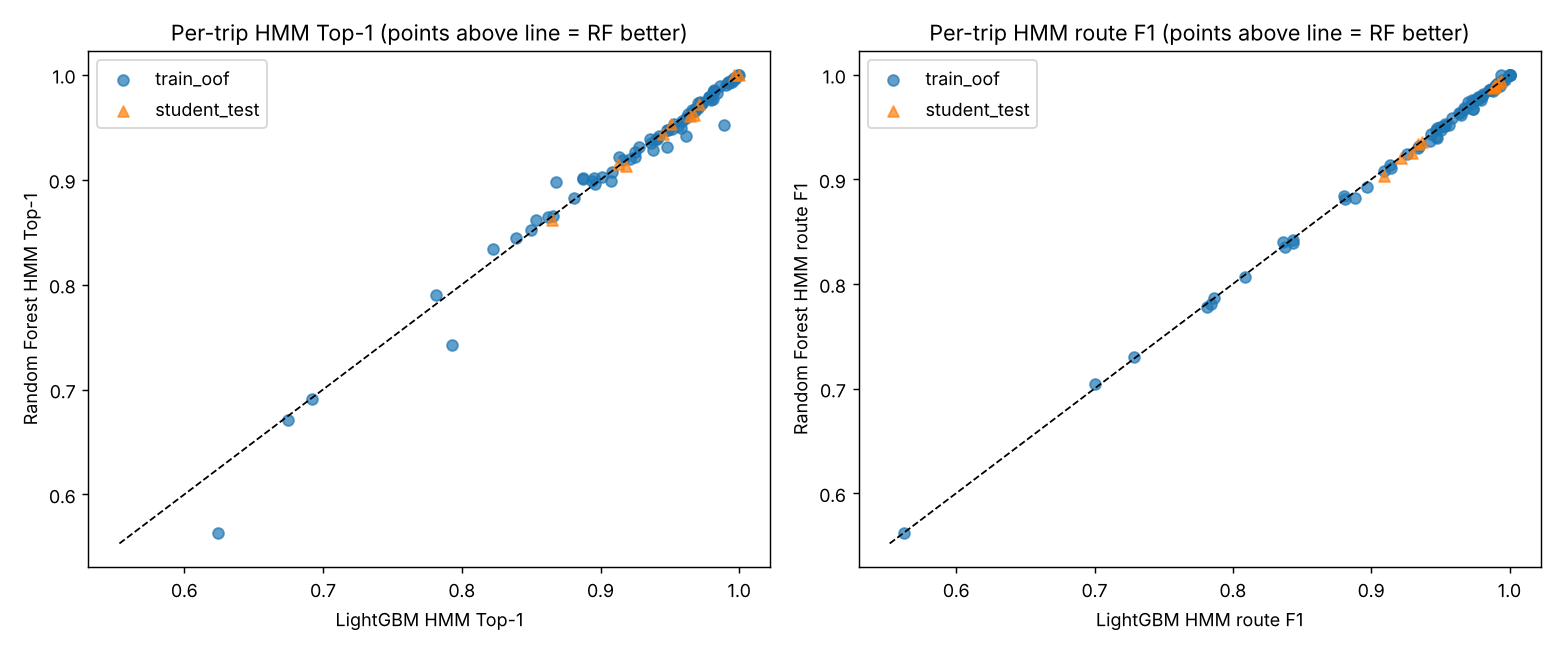 Per-trip HMM Top-1 (points above line = RF better)
train_oof
student_test
1.0
0.9
0.8
0.7
0.6
Random Forest HMM Top-1
0.6 0.7 0.8 0.9 1.0
LightGBM HMM Top-1
Per-trip HMM route F1 (points above line = RF better)
train_oof
student_test
1.0
0.9
0.8
0.7
0.6
Random Forest HMM route F1
0.6 0.7 0.8 0.9 1.0
LightGBM HMM route F1